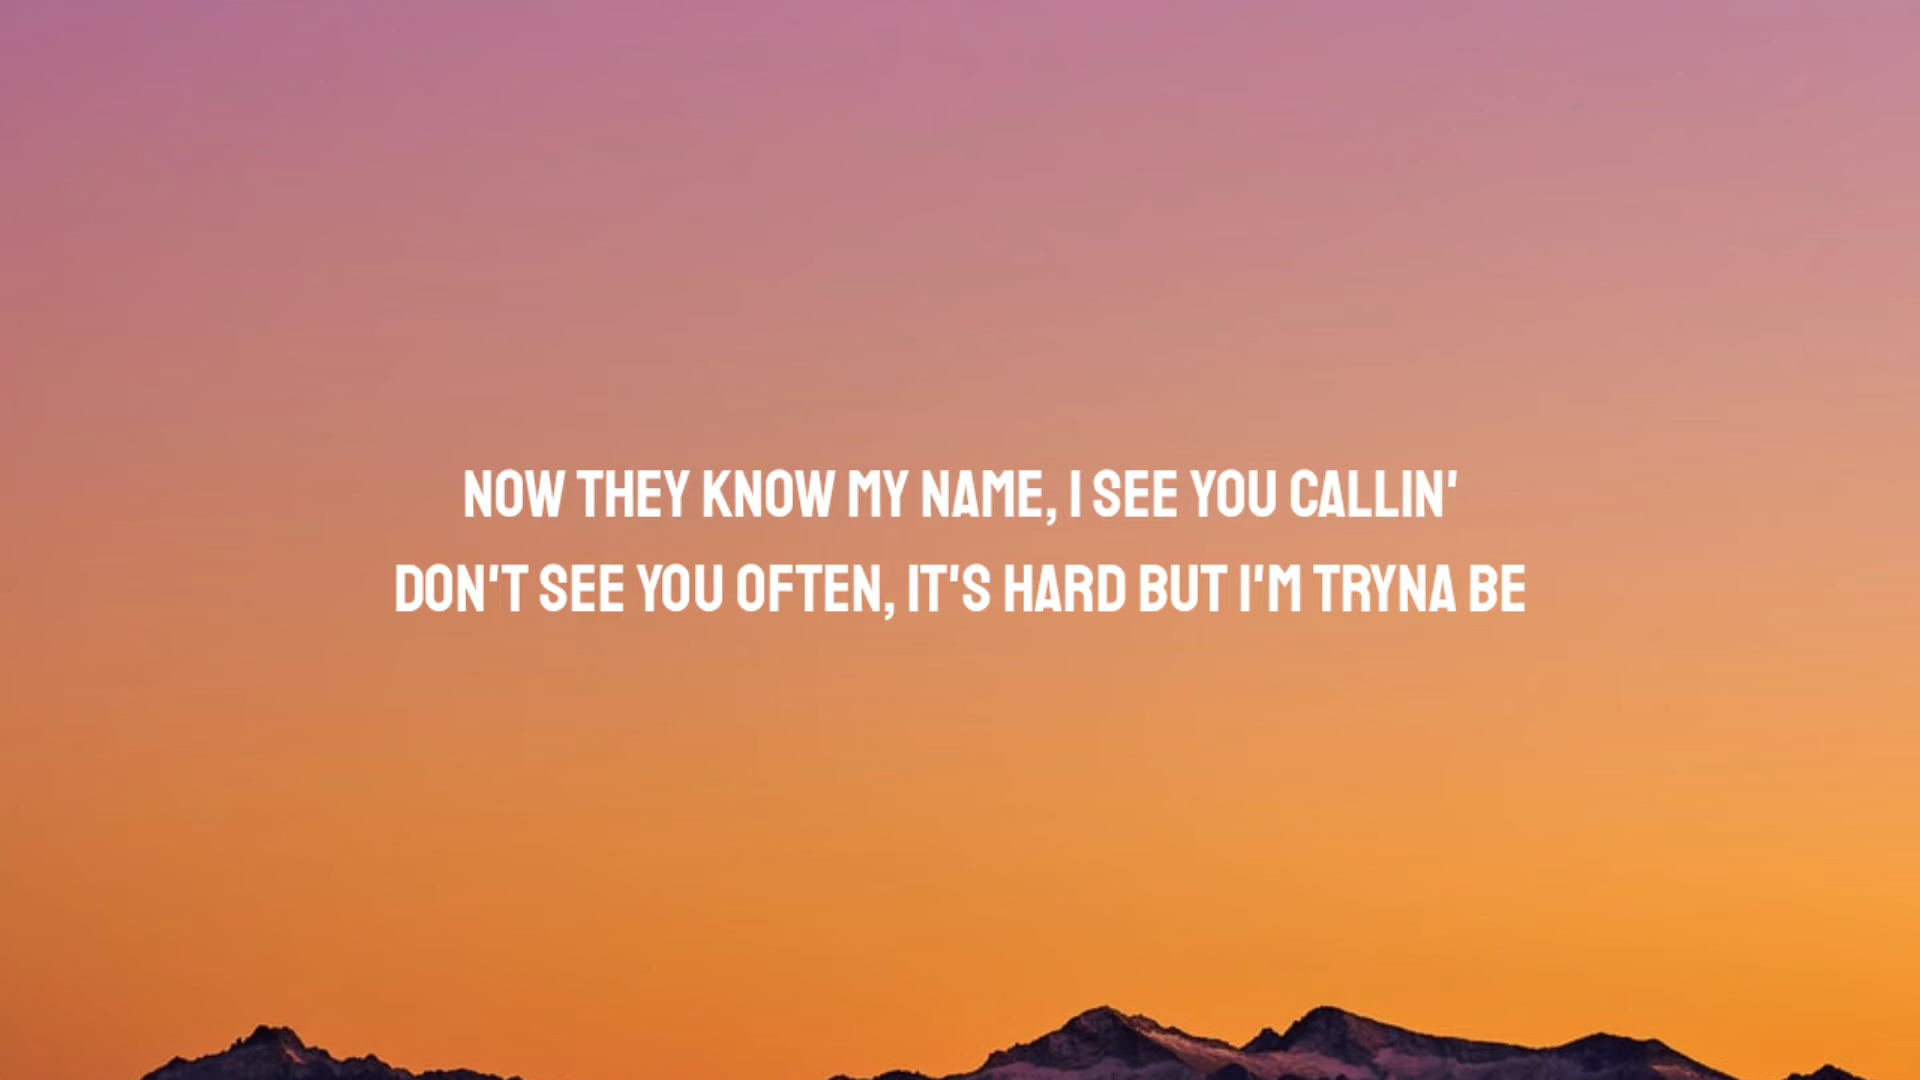 NOW THEY KNOW MY NAME, I SEE YOU CALLIN'
DON'T SEE YOU OFTEN, IT'S HARD BUT I'M TRYNA BE